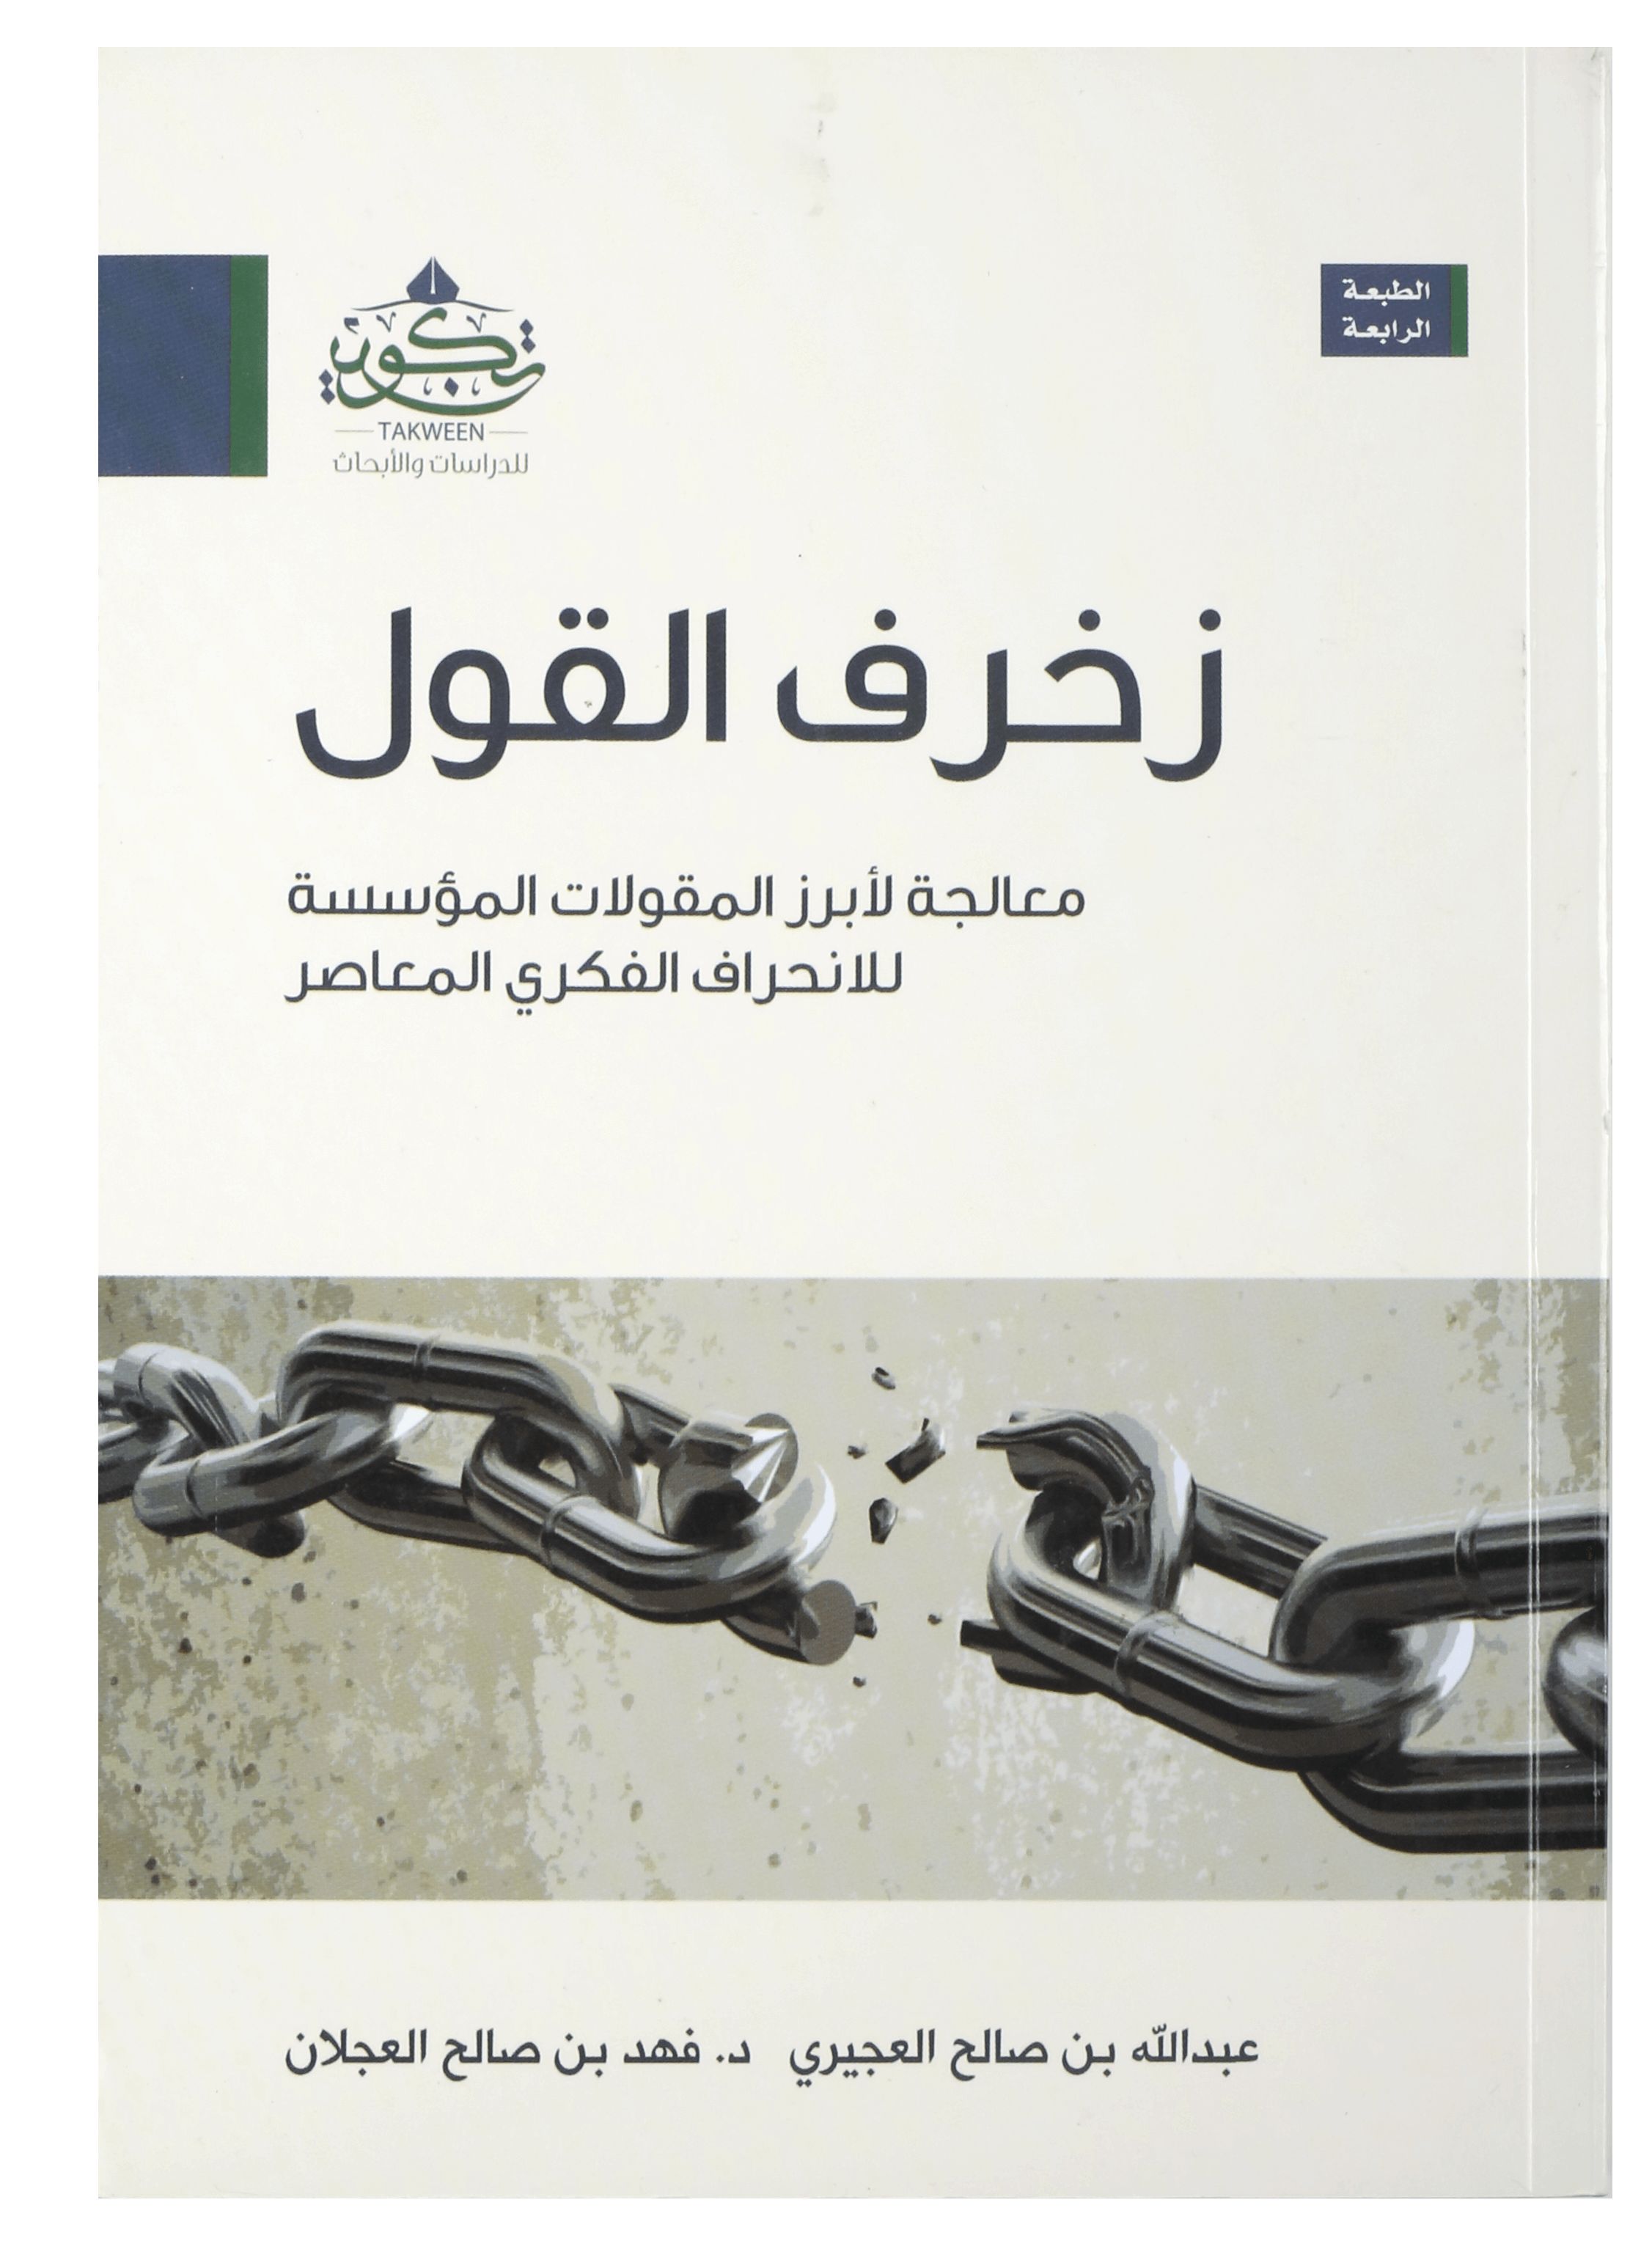 الطبعة
الرابعة
تكوين
TAKWEEN
للدراسات والأبحاث
زخرف القول
معالجة لأبرز المقولات المؤسسة
للانحراف الفكري المعاصر
عبدالله بن صالح العجيري   د. فهد بن صالح العجلان